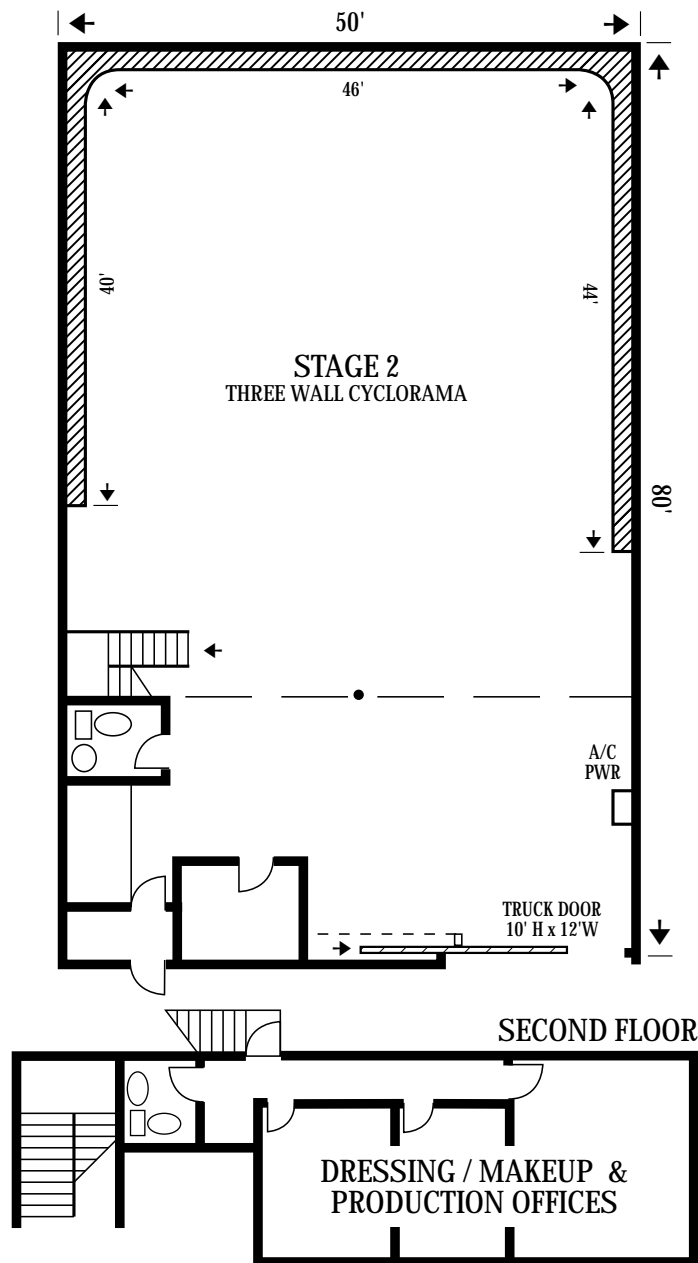 50'
46'
40'
44'
STAGE 2
THREE WALL CYCLORAMA
80'
A/C
PWR
TRUCK DOOR
10' H x 12'W
SECOND FLOOR
DRESSING / MAKEUP &
PRODUCTION OFFICES